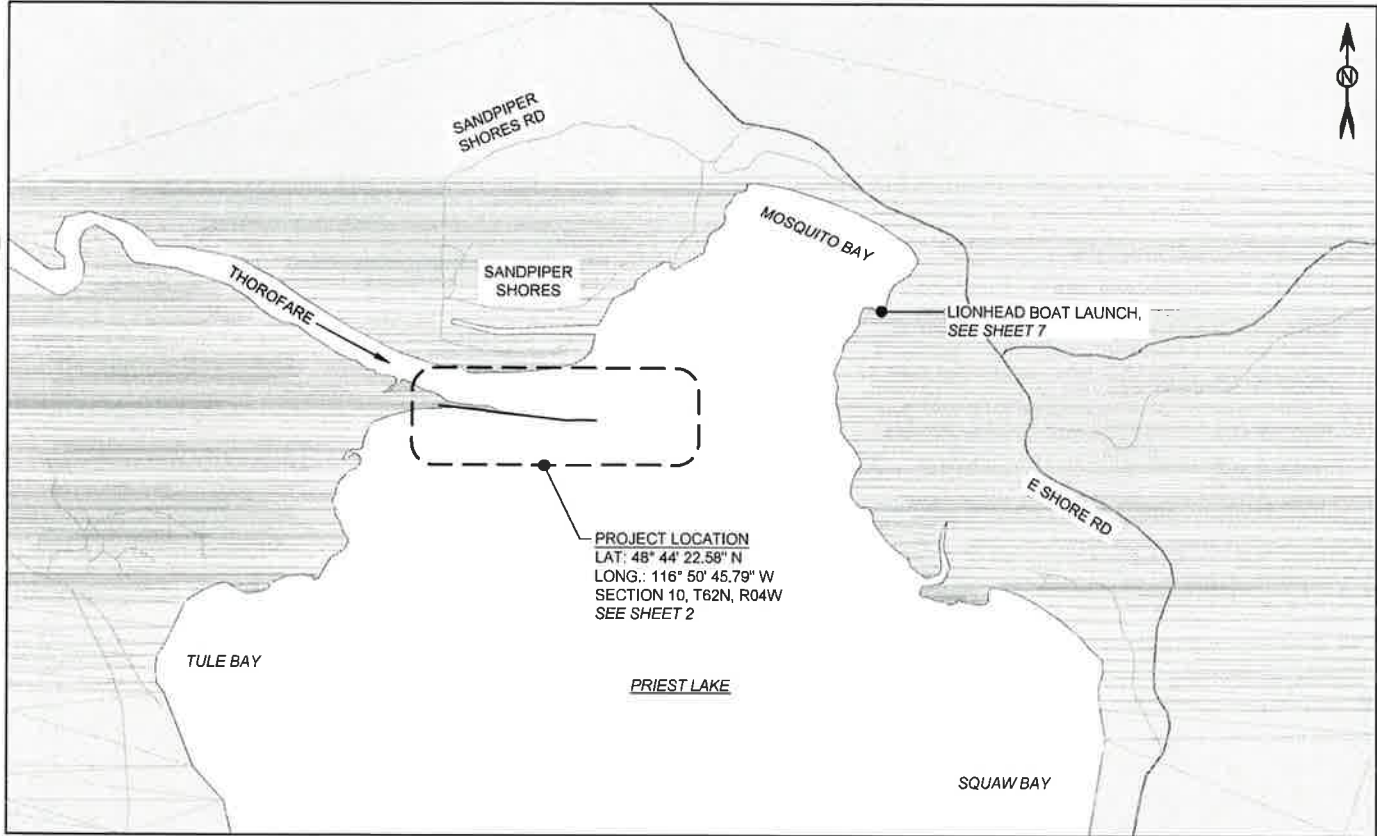 N
SANDPIPER
SHORES RD
MOSQUITO BAY
THOROFARE
SANDPIPER
SHORES
LIONHEAD BOAT LAUNCH,
SEE SHEET 7
E SHORE RD
PROJECT LOCATION
LAT: 48° 44' 22.58" N
LONG.: 116° 50' 45.79" W
SECTION 10, T62N, R04W
SEE SHEET 2
TULE BAY
PRIEST LAKE
SQUAW BAY